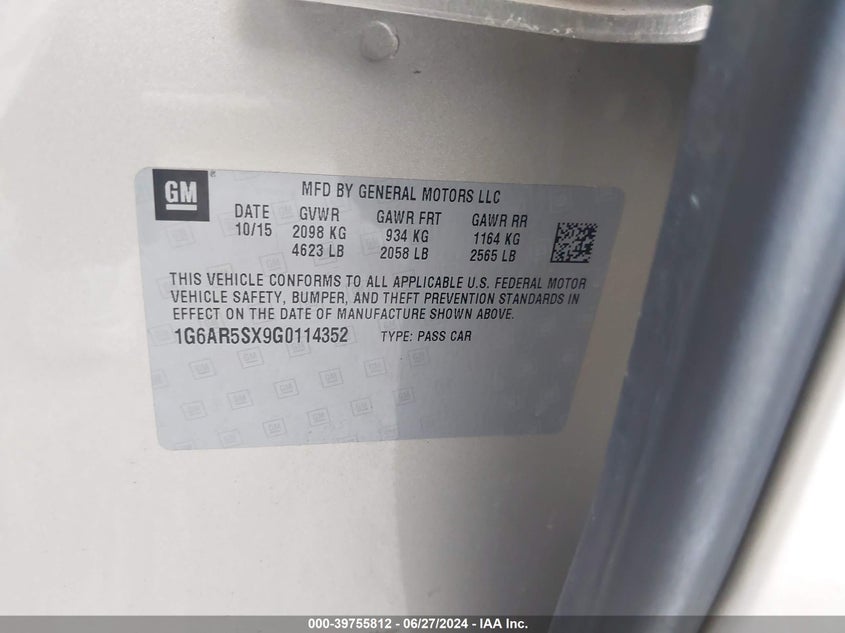 GM
MFD BY GENERAL MOTORS LLC
DATE GVWR GAWR FRT GAWR RR
10/15 2098 KG 934 KG 1164 KG
4623 LB 2058 LB 2565 LB
THIS VEHICLE CONFORMS TO ALL APPLICABLE U.S. FEDERAL MOTOR
VEHICLE SAFETY, BUMPER, AND THEFT PREVENTION STANDARDS IN
EFFECT ON THE DATE OF MANUFACTURE SHOWN ABOVE.
1G6AR5SX9G0114352 TYPE: PASS CAR
000-39755812 - 06/27/2024 - IAA Inc.